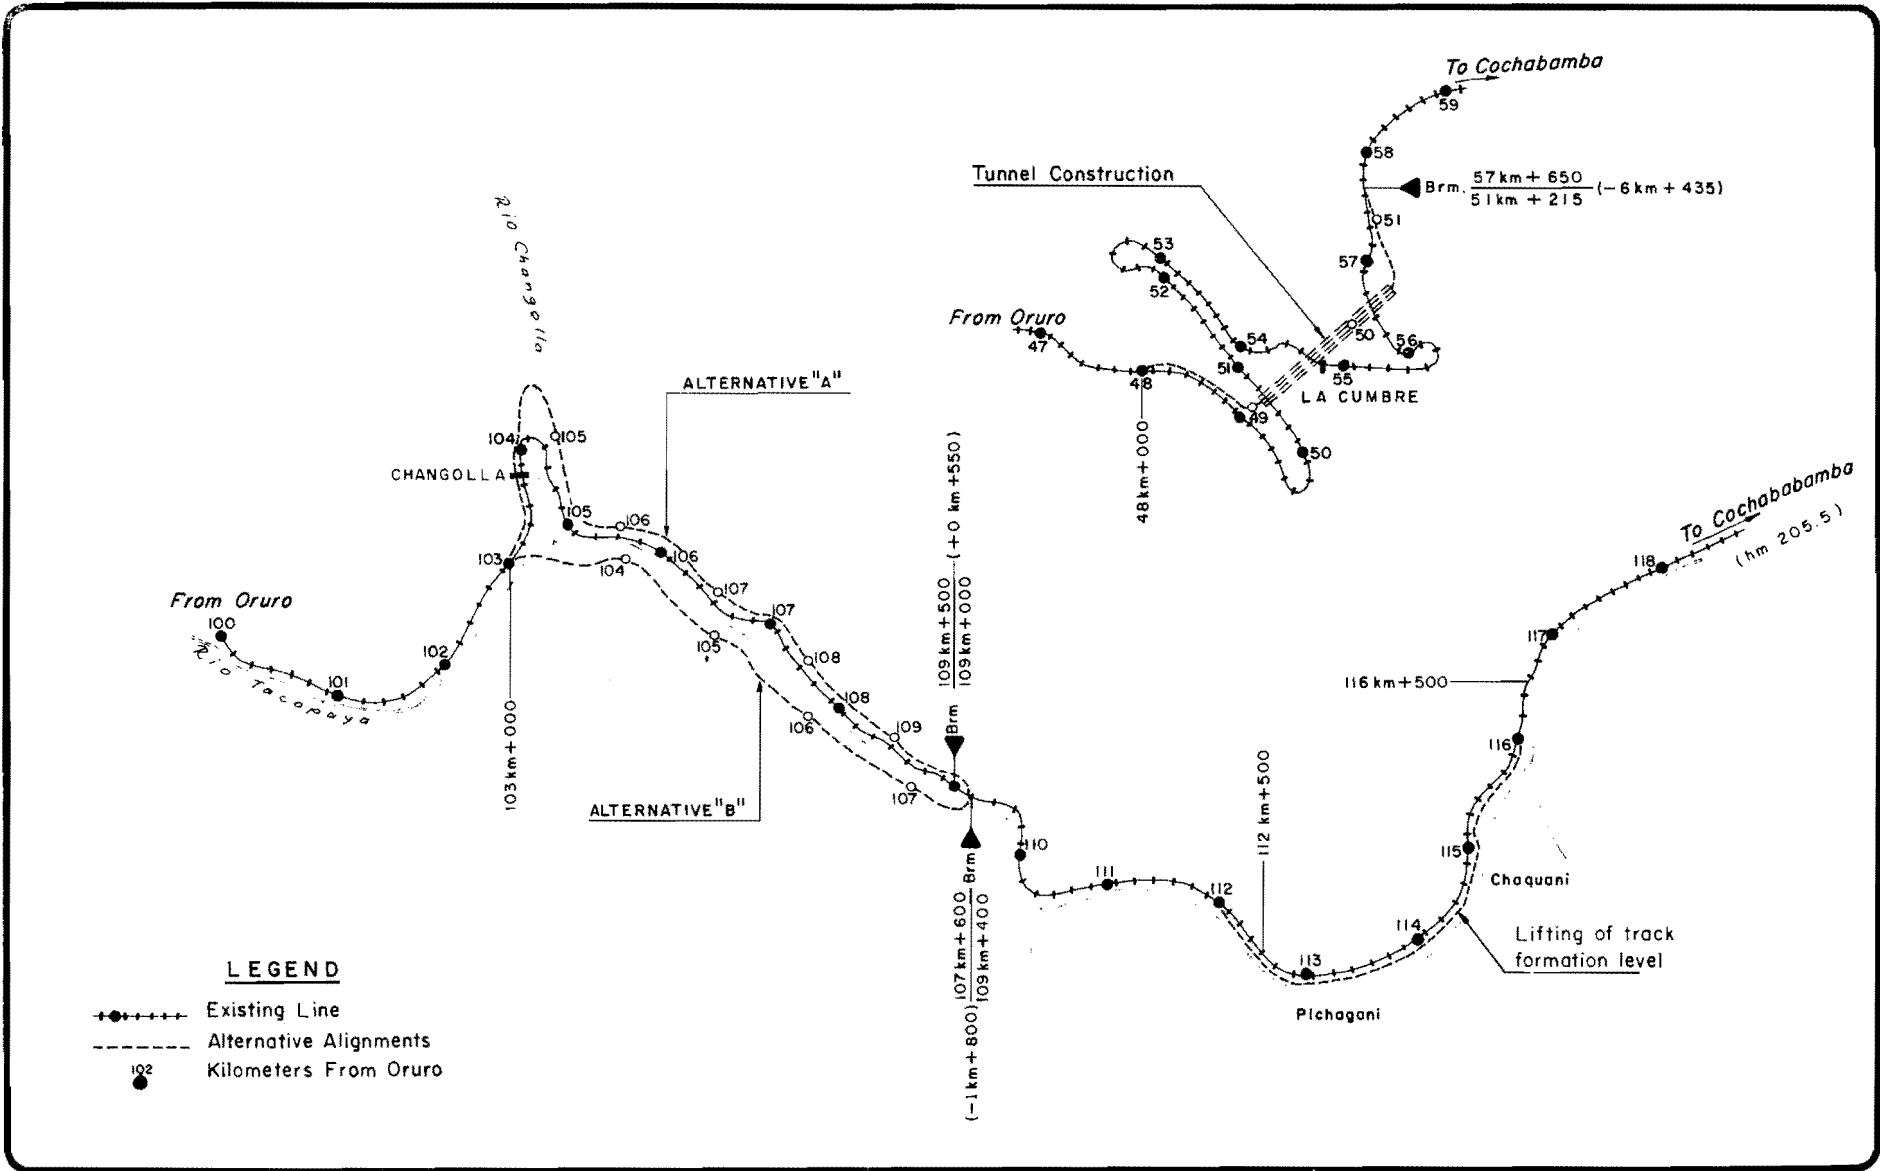 To Cochabamba
59
58
Tunnel Construction
Brm. 57 km + 650 (-6 km + 435)
51 km + 215
51
57
53
52
From Oruro
47
48
54
51
50
56
55
49
LA CUMBRE
50
48 km + 000
Rio Changolla
ALTERNATIVE "A"
104
105
CHANGOLLA
105
106
106
103
104
107
107
105
108
108
106
109
107
From Oruro
100
101
102
Rio Tacopaya
103 km + 000
ALTERNATIVE "B"
Brm 109 km + 500 (+0 km + 550)
109 km + 000
(-1 km + 800) 107 km + 600 Brm
109 km + 400
110
111
112
112 km + 500
113
114
115
116
116 km + 500
117
118
To Cochababamba
(hm 205.5)
Chaquani
Lifting of track
formation level
Pichagani
LEGEND
Existing Line
Alternative Alignments
102
Kilometers From Oruro